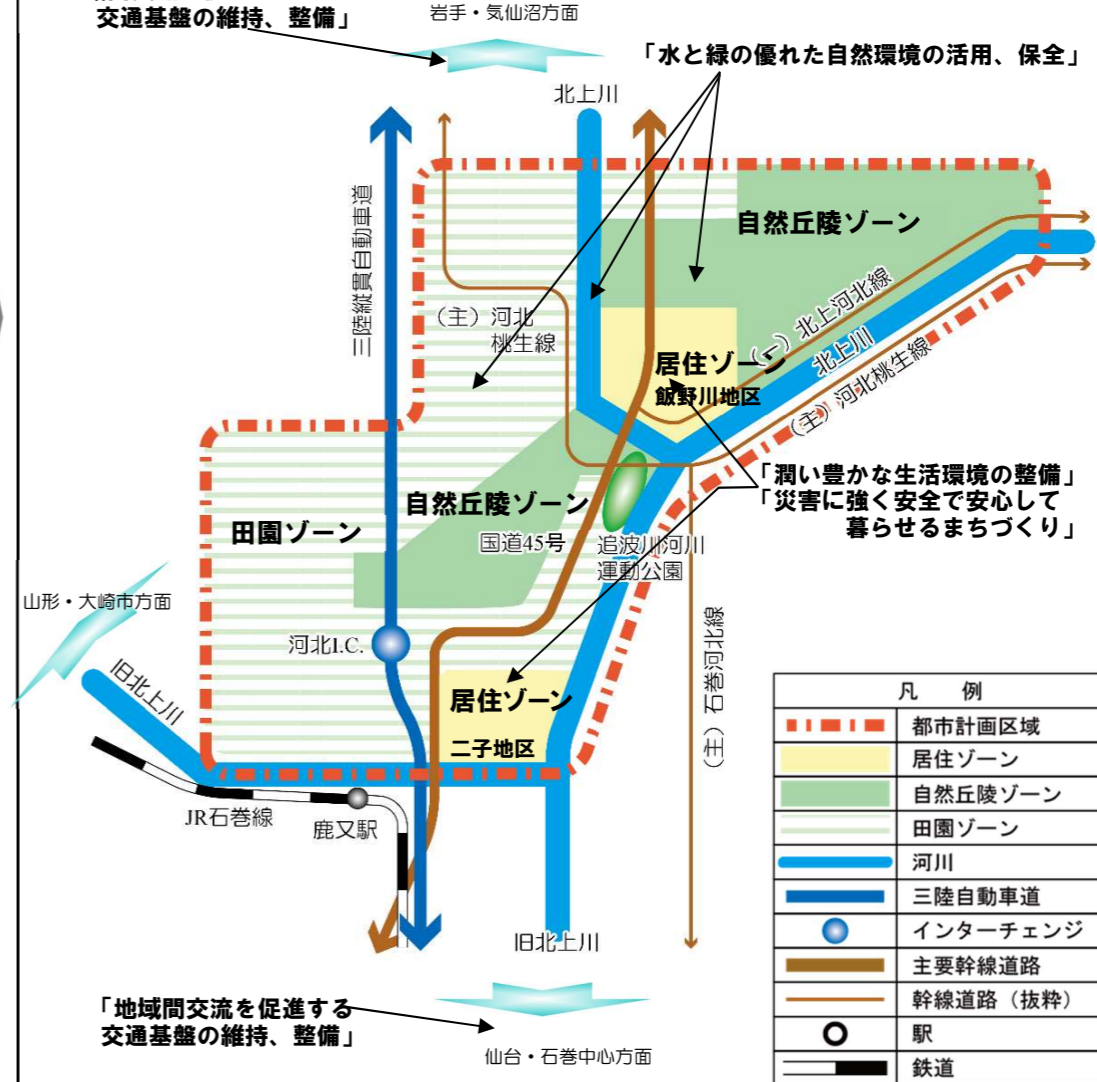 交通基盤の維持、整備」
岩手・気仙沼方面
「水と緑の優れた自然環境の活用、保全」
北上川
三陸縦貫自動車道
自然丘陵ゾーン
（主）河北
桃生線
（一）北上河北線
北上川
（主）河北桃生線
居住ゾーン
飯野川地区
「潤い豊かな生活環境の整備」
「災害に強く安全で安心して
暮らせるまちづくり」
自然丘陵ゾーン
田園ゾーン
国道45号
追波川河川
運動公園
山形・大崎市方面
河北I.C.
旧北上川
居住ゾーン
二子地区
（主）石巻河北線
JR石巻線
鹿又駅
旧北上川
「地域間交流を促進する
交通基盤の維持、整備」
仙台・石巻中心方面
凡　例
都市計画区域
居住ゾーン
自然丘陵ゾーン
田園ゾーン
河川
三陸自動車道
インターチェンジ
主要幹線道路
幹線道路（抜粋）
駅
鉄道